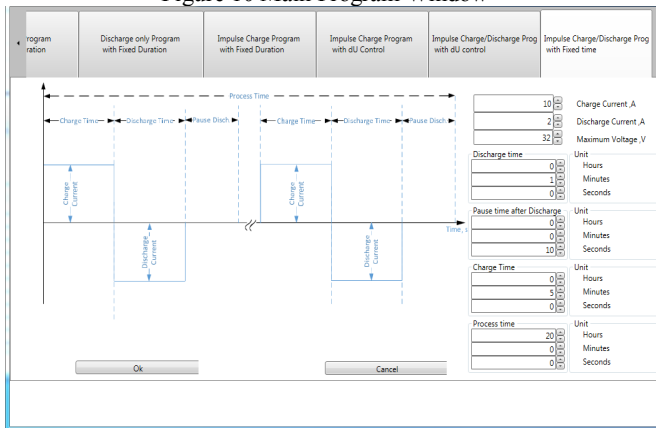 Figure 10 Main Program Window
rogram
ration
Discharge only Program
with Fixed Duration
Impulse Charge Program
with Fixed Duration
Impulse Charge Program
with dU Control
Impulse Charge/Discharge Prog
with dU control
Impulse Charge/Discharge Prog
with Fixed time
Process Time
Charge Time
Discharge Time
Pause Disch
Charge Time
Discharge Time
Pause Disch
Charge
Current
Discharge
Current
Charge
Current
Discharge
Current
Time, s
10 Charge Current ,A
2 Discharge Current ,A
32 Maximum Voltage ,V
Discharge time Unit
0 Hours
1 Minutes
0 Seconds
Pause time after Discharge Unit
0 Hours
0 Minutes
10 Seconds
Charge Time Unit
0 Hours
5 Minutes
0 Seconds
Process time Unit
20 Hours
0 Minutes
0 Seconds
Ok
Cancel